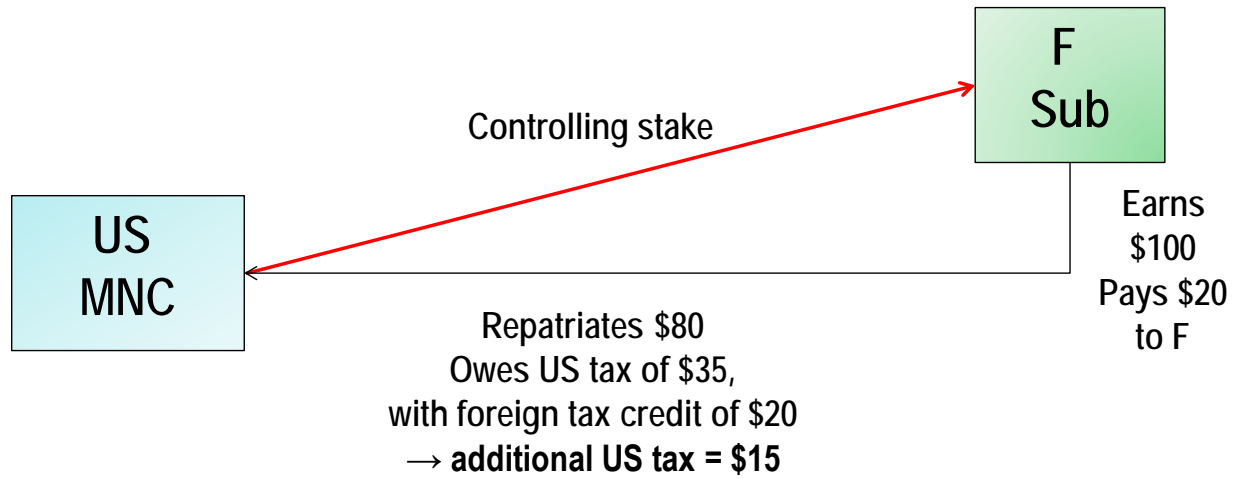 F
Sub
Controlling stake
US
MNC
Earns
$100
Pays $20
to F
Repatriates $80
Owes US tax of $35,
with foreign tax credit of $20
→ additional US tax = $15